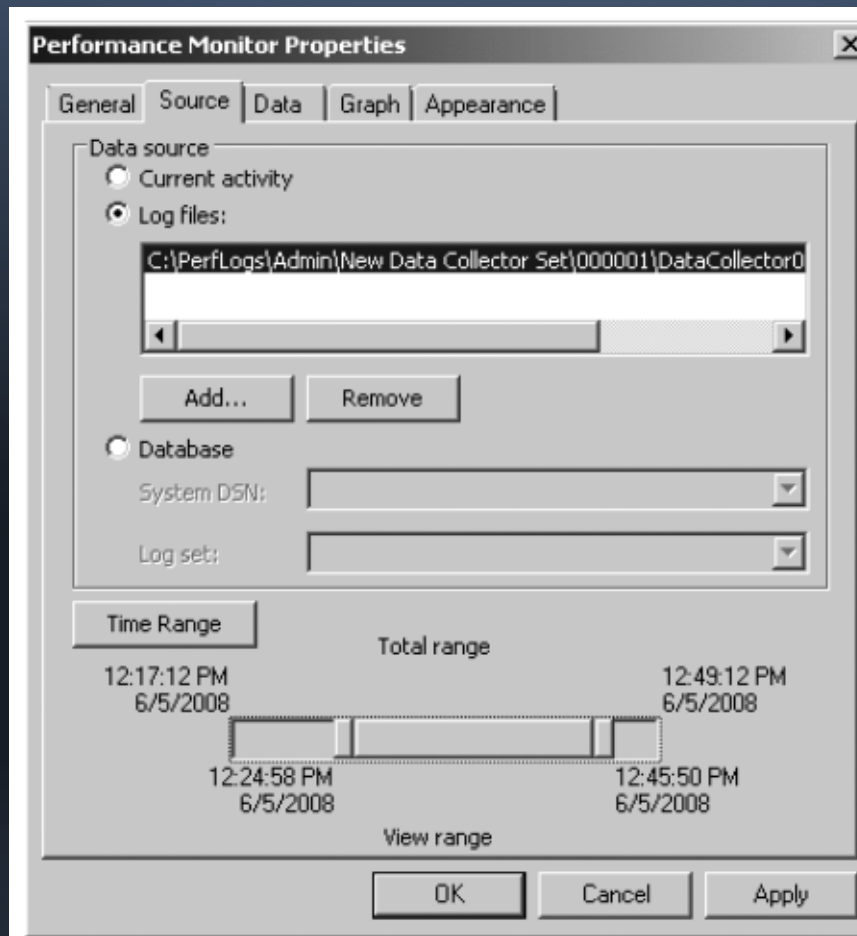 Performance Monitor Properties
General Source Data Graph Appearance
Data source
Current activity
Log files:
C:\PerfLogs\Admin\New Data Collector Set\000001\DataCollector0
Add... Remove
Database
System DSN:
Log set:
Time Range
Total range
12:17:12 PM 12:49:12 PM
6/5/2008 6/5/2008
12:24:58 PM 12:45:50 PM
6/5/2008 6/5/2008
View range
OK Cancel Apply